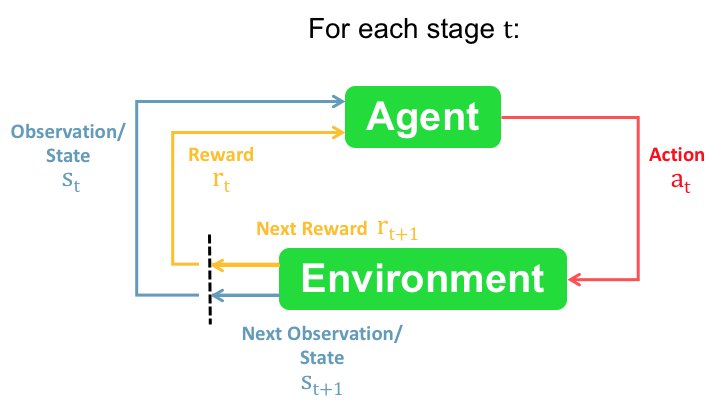 For each stage t:
Agent
Observation/
State
s_t
Reward
r_t
Action
a_t
Next Reward r_{t+1}
Environment
Next Observation/
State
s_{t+1}